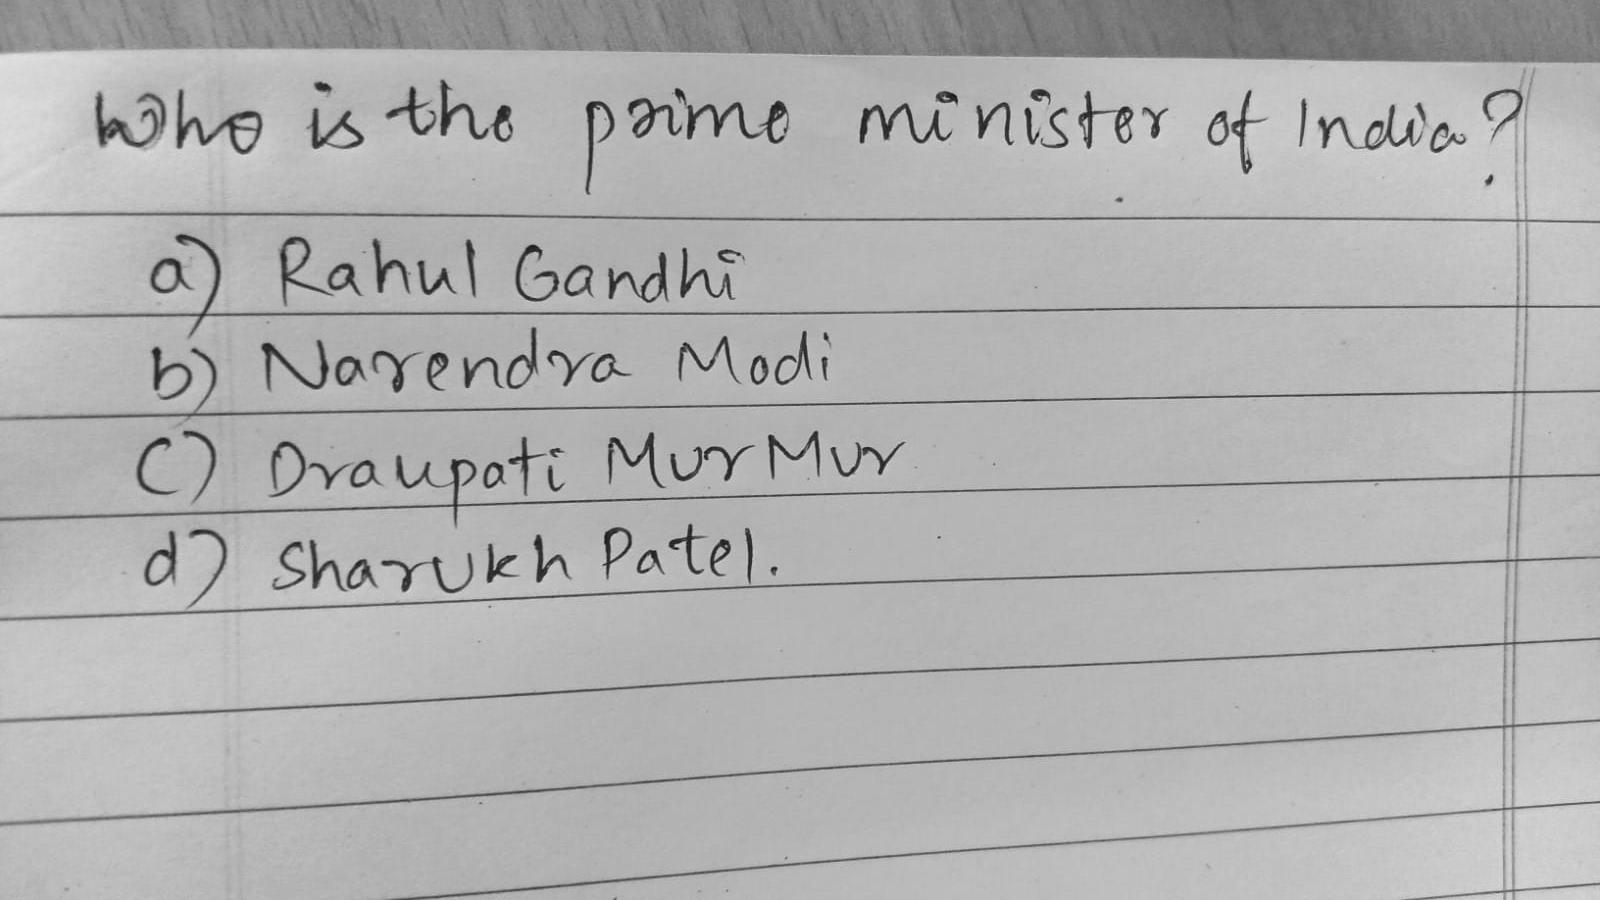 Who is the prime minister of India?
a) Rahul Gandhi
b) Narendra Modi
c) Draupati MurMur
d) Sharukh Patel.